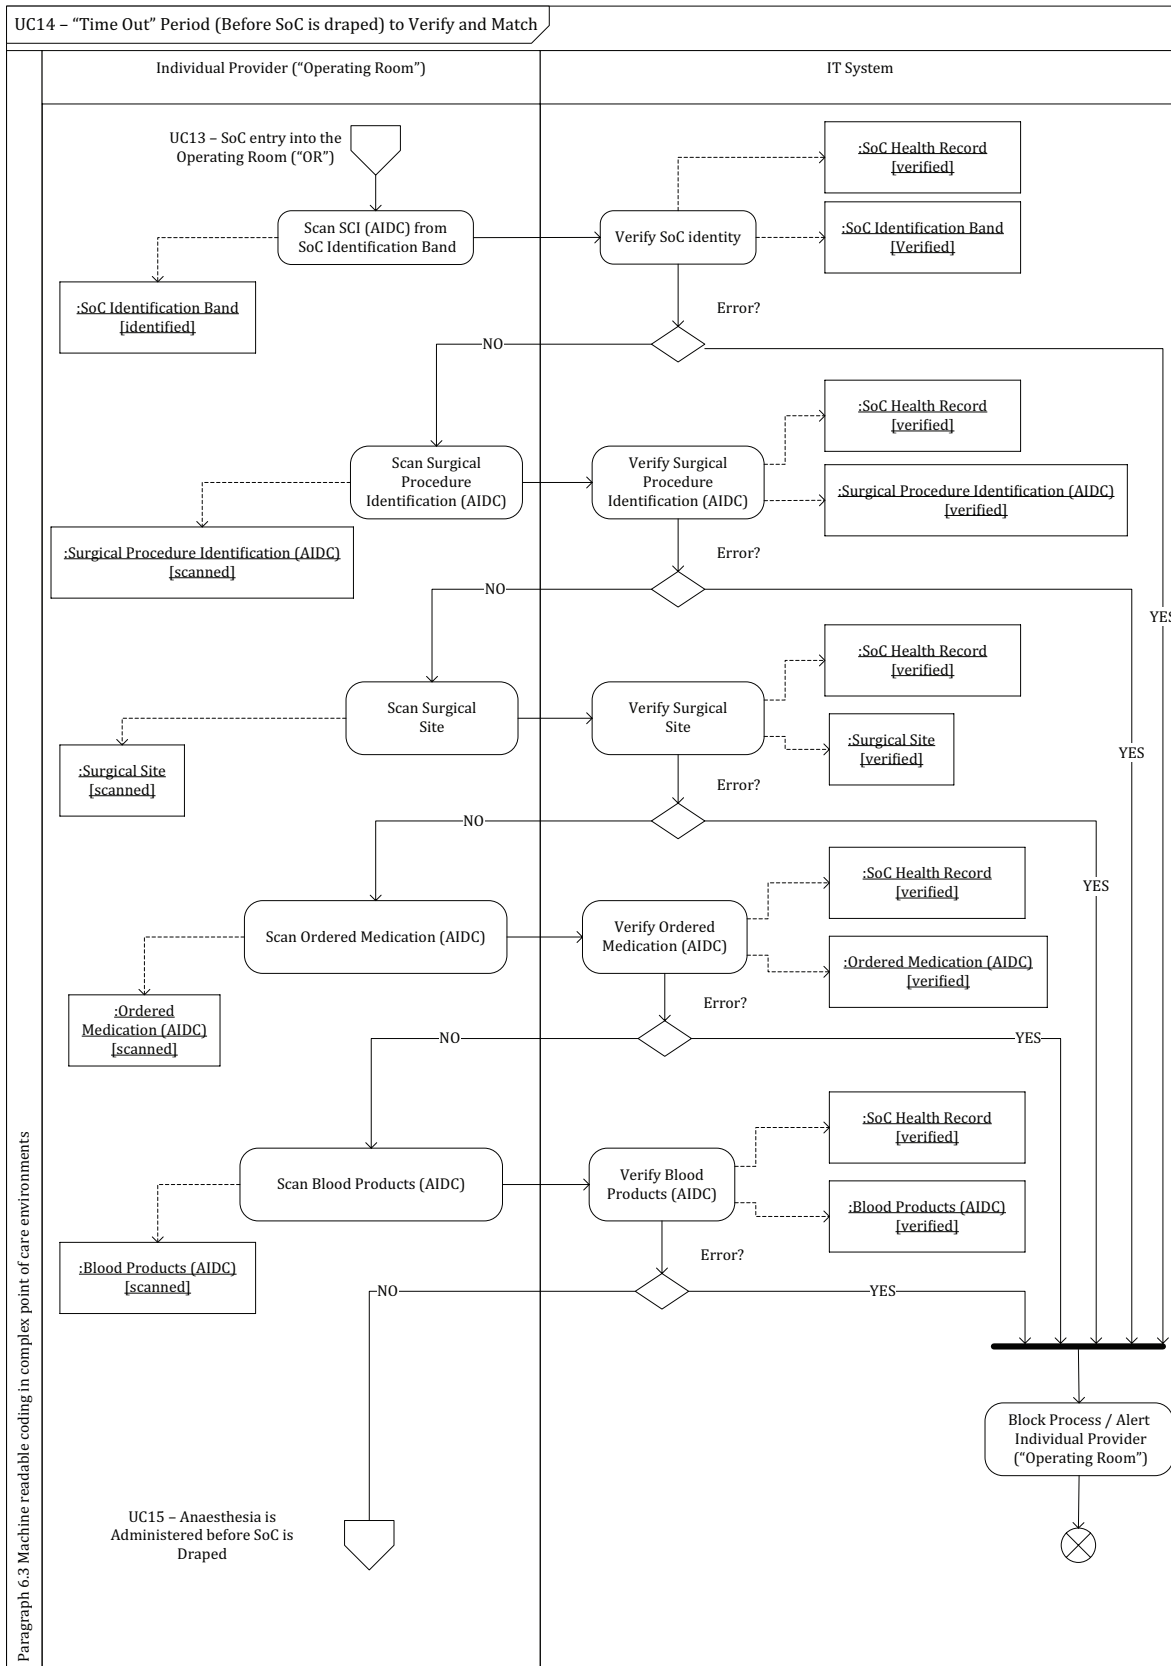 UC14 – “Time Out” Period (Before SoC is draped) to Verify and Match
Individual Provider (“Operating Room”)
IT System
UC13 – SoC entry into the
Operating Room (“OR”)
:SoC Health Record
[verified]
Scan SCI (AIDC) from
SoC Identification Band
Verify SoC identity
:SoC Identification Band
[Verified]
:SoC Identification Band
[identified]
Error?
NO
YES
:SoC Health Record
[verified]
Scan Surgical
Procedure
Identification (AIDC)
Verify Surgical
Procedure
Identification (AIDC)
:Surgical Procedure Identification (AIDC)
[verified]
:Surgical Procedure Identification (AIDC)
[scanned]
Error?
NO
YES
:SoC Health Record
[verified]
Scan Surgical
Site
Verify Surgical
Site
:Surgical Site
[verified]
:Surgical Site
[scanned]
Error?
NO
YES
:SoC Health Record
[verified]
Scan Ordered Medication (AIDC)
Verify Ordered
Medication (AIDC)
:Ordered Medication (AIDC)
[verified]
:Ordered
Medication (AIDC)
[scanned]
Error?
NO
YES
:SoC Health Record
[verified]
Scan Blood Products (AIDC)
Verify Blood
Products (AIDC)
:Blood Products (AIDC)
[verified]
:Blood Products (AIDC)
[scanned]
Error?
NO
YES
Block Process / Alert
Individual Provider
(“Operating Room”)
UC15 – Anaesthesia is
Administered before SoC is
Draped
Paragraph 6.3 Machine readable coding in complex point of care environments